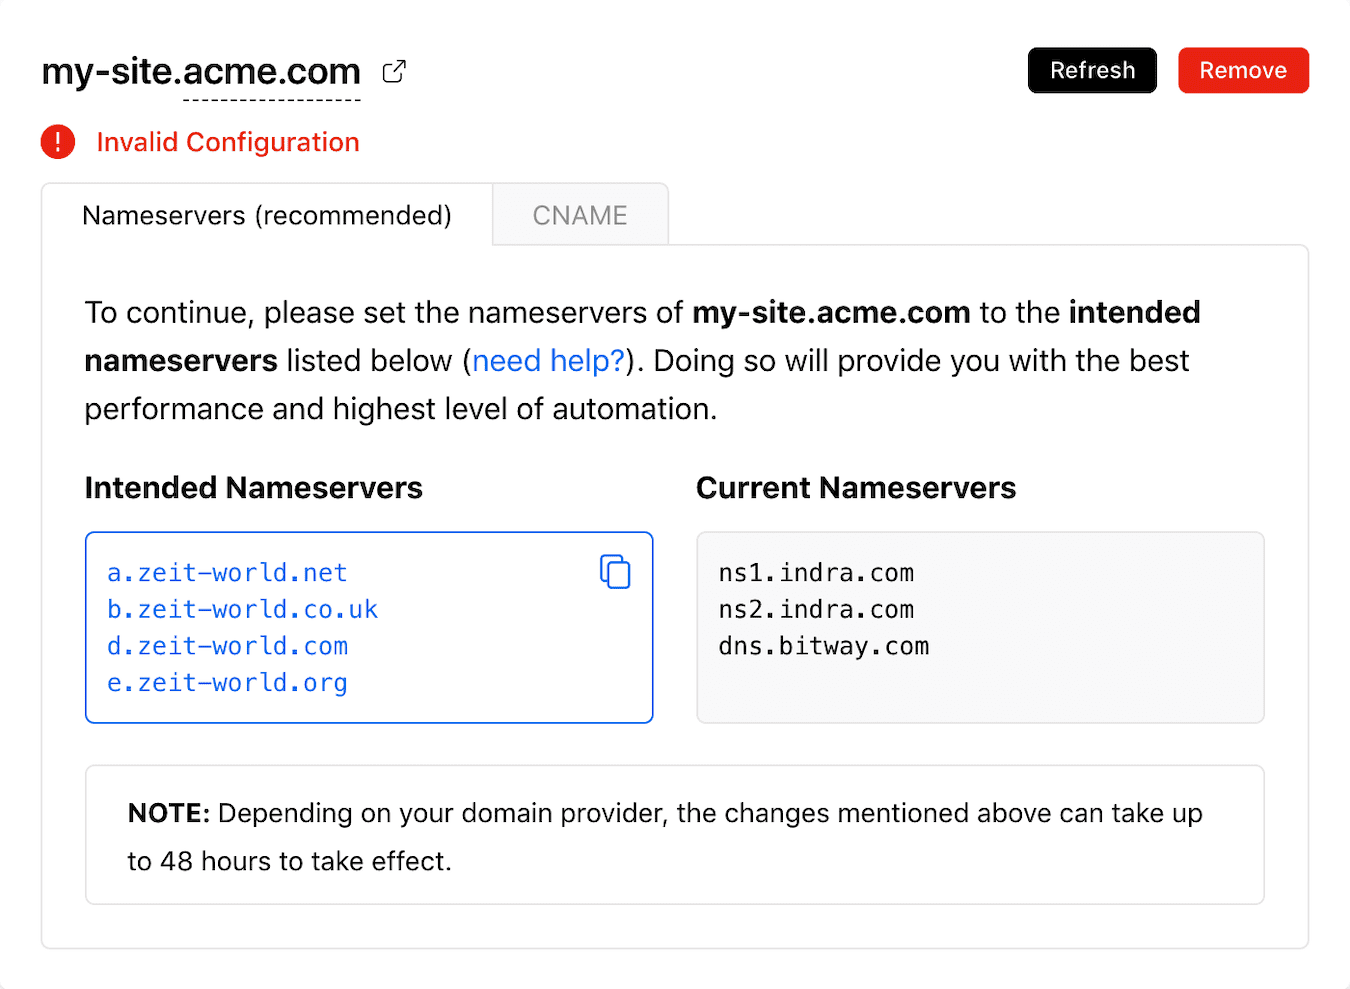 my-site.acme.com
Refresh
Remove
! Invalid Configuration
Nameservers (recommended)
CNAME
To continue, please set the nameservers of my-site.acme.com to the intended
nameservers listed below (need help?). Doing so will provide you with the best
performance and highest level of automation.
Intended Nameservers
a.zeit-world.net
b.zeit-world.co.uk
d.zeit-world.com
e.zeit-world.org
Current Nameservers
ns1.indra.com
ns2.indra.com
dns.bitway.com
NOTE: Depending on your domain provider, the changes mentioned above can take up
to 48 hours to take effect.